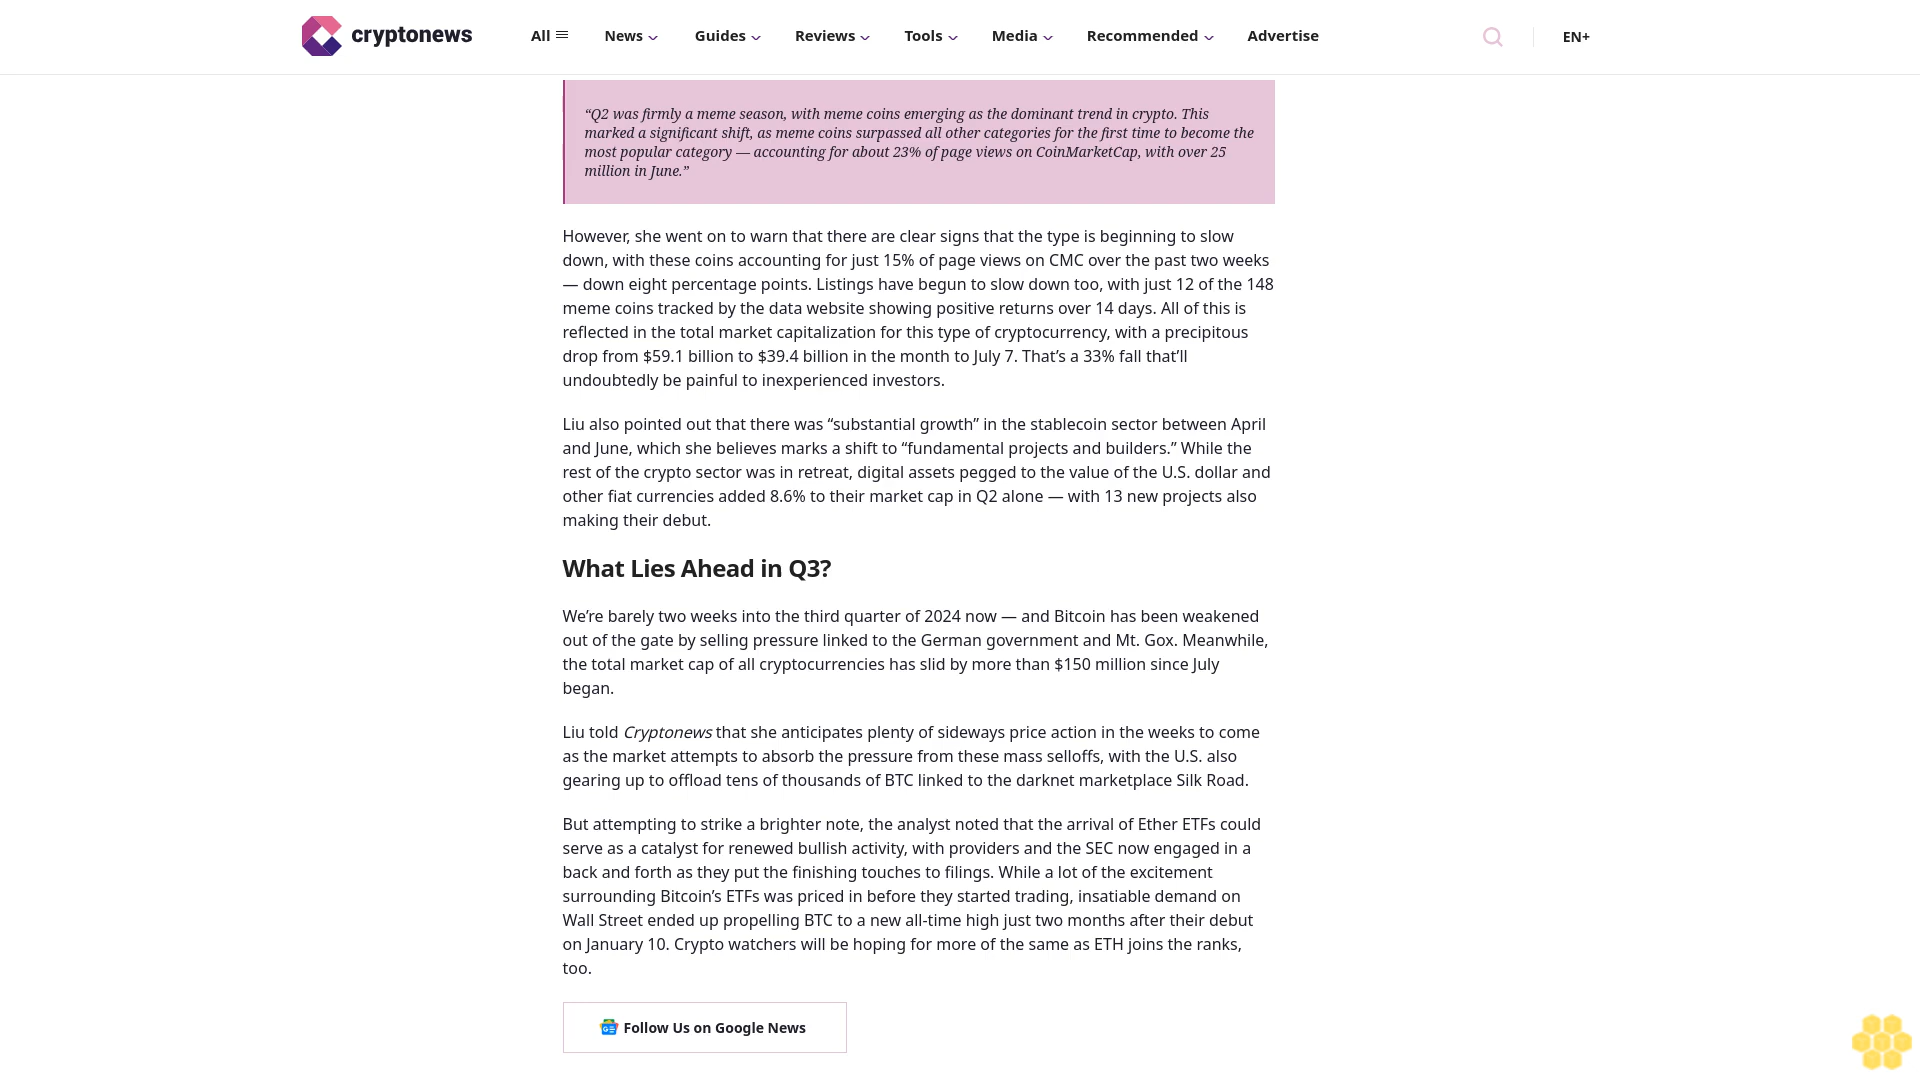 cryptonews
All
News
Guides
Reviews
Tools
Media
Recommended
Advertise
EN+
“Q2 was firmly a meme season, with meme coins emerging as the dominant trend in crypto. This
marked a significant shift, as meme coins surpassed all other categories for the first time to become the
most popular category — accounting for about 23% of page views on CoinMarketCap, with over 25
million in June.”
However, she went on to warn that there are clear signs that the type is beginning to slow
down, with these coins accounting for just 15% of page views on CMC over the past two weeks
— down eight percentage points. Listings have begun to slow down too, with just 12 of the 148
meme coins tracked by the data website showing positive returns over 14 days. All of this is
reflected in the total market capitalization for this type of cryptocurrency, with a precipitous
drop from $59.1 billion to $39.4 billion in the month to July 7. That’s a 33% fall that’ll
undoubtedly be painful to inexperienced investors.
Liu also pointed out that there was “substantial growth” in the stablecoin sector between April
and June, which she believes marks a shift to “fundamental projects and builders.” While the
rest of the crypto sector was in retreat, digital assets pegged to the value of the U.S. dollar and
other fiat currencies added 8.6% to their market cap in Q2 alone — with 13 new projects also
making their debut.
What Lies Ahead in Q3?
We’re barely two weeks into the third quarter of 2024 now — and Bitcoin has been weakened
out of the gate by selling pressure linked to the German government and Mt. Gox. Meanwhile,
the total market cap of all cryptocurrencies has slid by more than $150 million since July
began.
Liu told Cryptonews that she anticipates plenty of sideways price action in the weeks to come
as the market attempts to absorb the pressure from these mass selloffs, with the U.S. also
gearing up to offload tens of thousands of BTC linked to the darknet marketplace Silk Road.
But attempting to strike a brighter note, the analyst noted that the arrival of Ether ETFs could
serve as a catalyst for renewed bullish activity, with providers and the SEC now engaged in a
back and forth as they put the finishing touches to filings. While a lot of the excitement
surrounding Bitcoin’s ETFs was priced in before they started trading, insatiable demand on
Wall Street ended up propelling BTC to a new all-time high just two months after their debut
on January 10. Crypto watchers will be hoping for more of the same as ETH joins the ranks,
too.
Follow Us on Google News